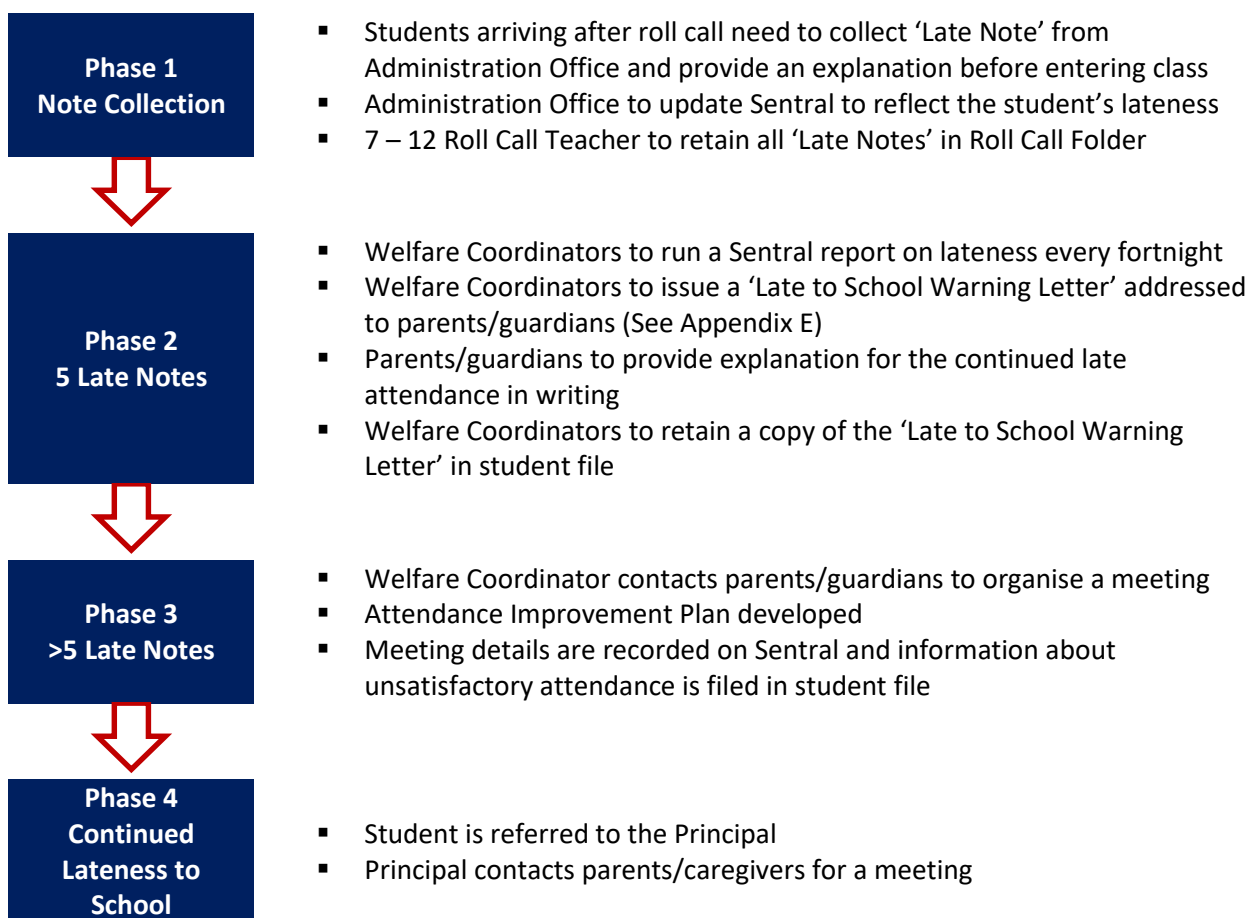 Phase 1
Note Collection
▪ Students arriving after roll call need to collect ‘Late Note’ from
Administration Office and provide an explanation before entering class
▪ Administration Office to update Sentral to reflect the student’s lateness
▪ 7 – 12 Roll Call Teacher to retain all ‘Late Notes’ in Roll Call Folder
Phase 2
5 Late Notes
▪ Welfare Coordinators to run a Sentral report on lateness every fortnight
▪ Welfare Coordinators to issue a ‘Late to School Warning Letter’ addressed
to parents/guardians (See Appendix E)
▪ Parents/guardians to provide explanation for the continued late
attendance in writing
▪ Welfare Coordinators to retain a copy of the ‘Late to School Warning
Letter’ in student file
Phase 3
>5 Late Notes
▪ Welfare Coordinator contacts parents/guardians to organise a meeting
▪ Attendance Improvement Plan developed
▪ Meeting details are recorded on Sentral and information about
unsatisfactory attendance is filed in student file
Phase 4
Continued
Lateness to
School
▪ Student is referred to the Principal
▪ Principal contacts parents/caregivers for a meeting